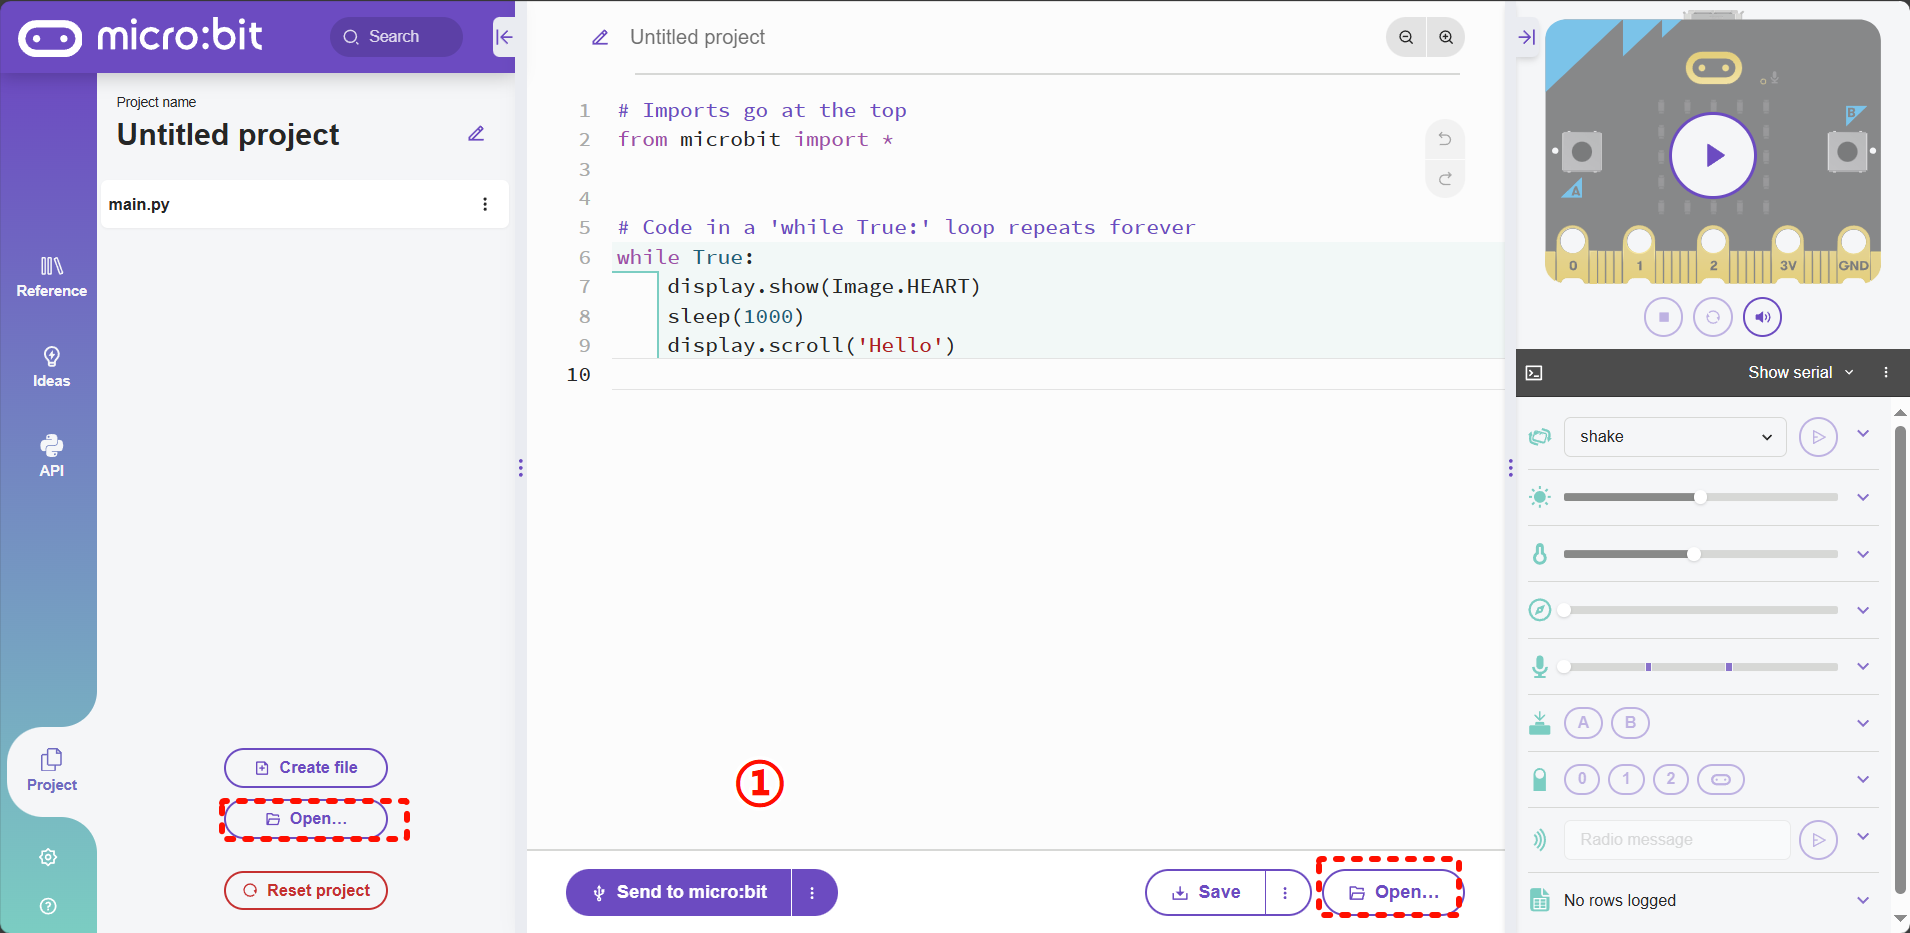 micro:bit
Search
Project name
Untitled project
main.py
Reference
Ideas
API
Project
Create file
Open...
Reset project
Untitled project
1 # Imports go at the top
2 from microbit import *
3
4
5 # Code in a 'while True:' loop repeats forever
6 while True:
7 display.show(Image.HEART)
8 sleep(1000)
9 display.scroll('Hello')
10
①
Send to micro:bit
Save
Open...
B
A
0 1 2 3V GND
Show serial
shake
A B
0 1 2
Radio message
No rows logged